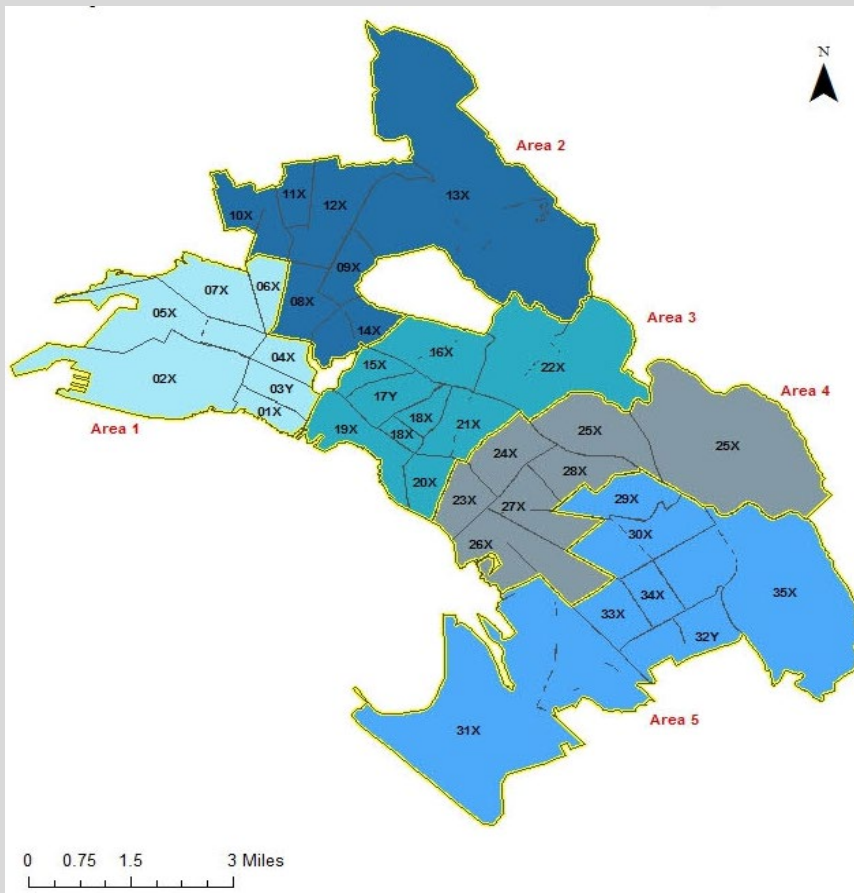 N
Area 2
11X
12X
13X
10X
09X
07X
06X
08X
05X
Area 3
14X
04X
16X
15X
22X
02X
03Y
17Y
Area 4
01X
18X
21X
Area 1
19X
18X
25X
25X
24X
28X
20X
23X
29X
27X
30X
26X
34X
35X
33X
32Y
Area 5
31X
0 0.75 1.5 3 Miles